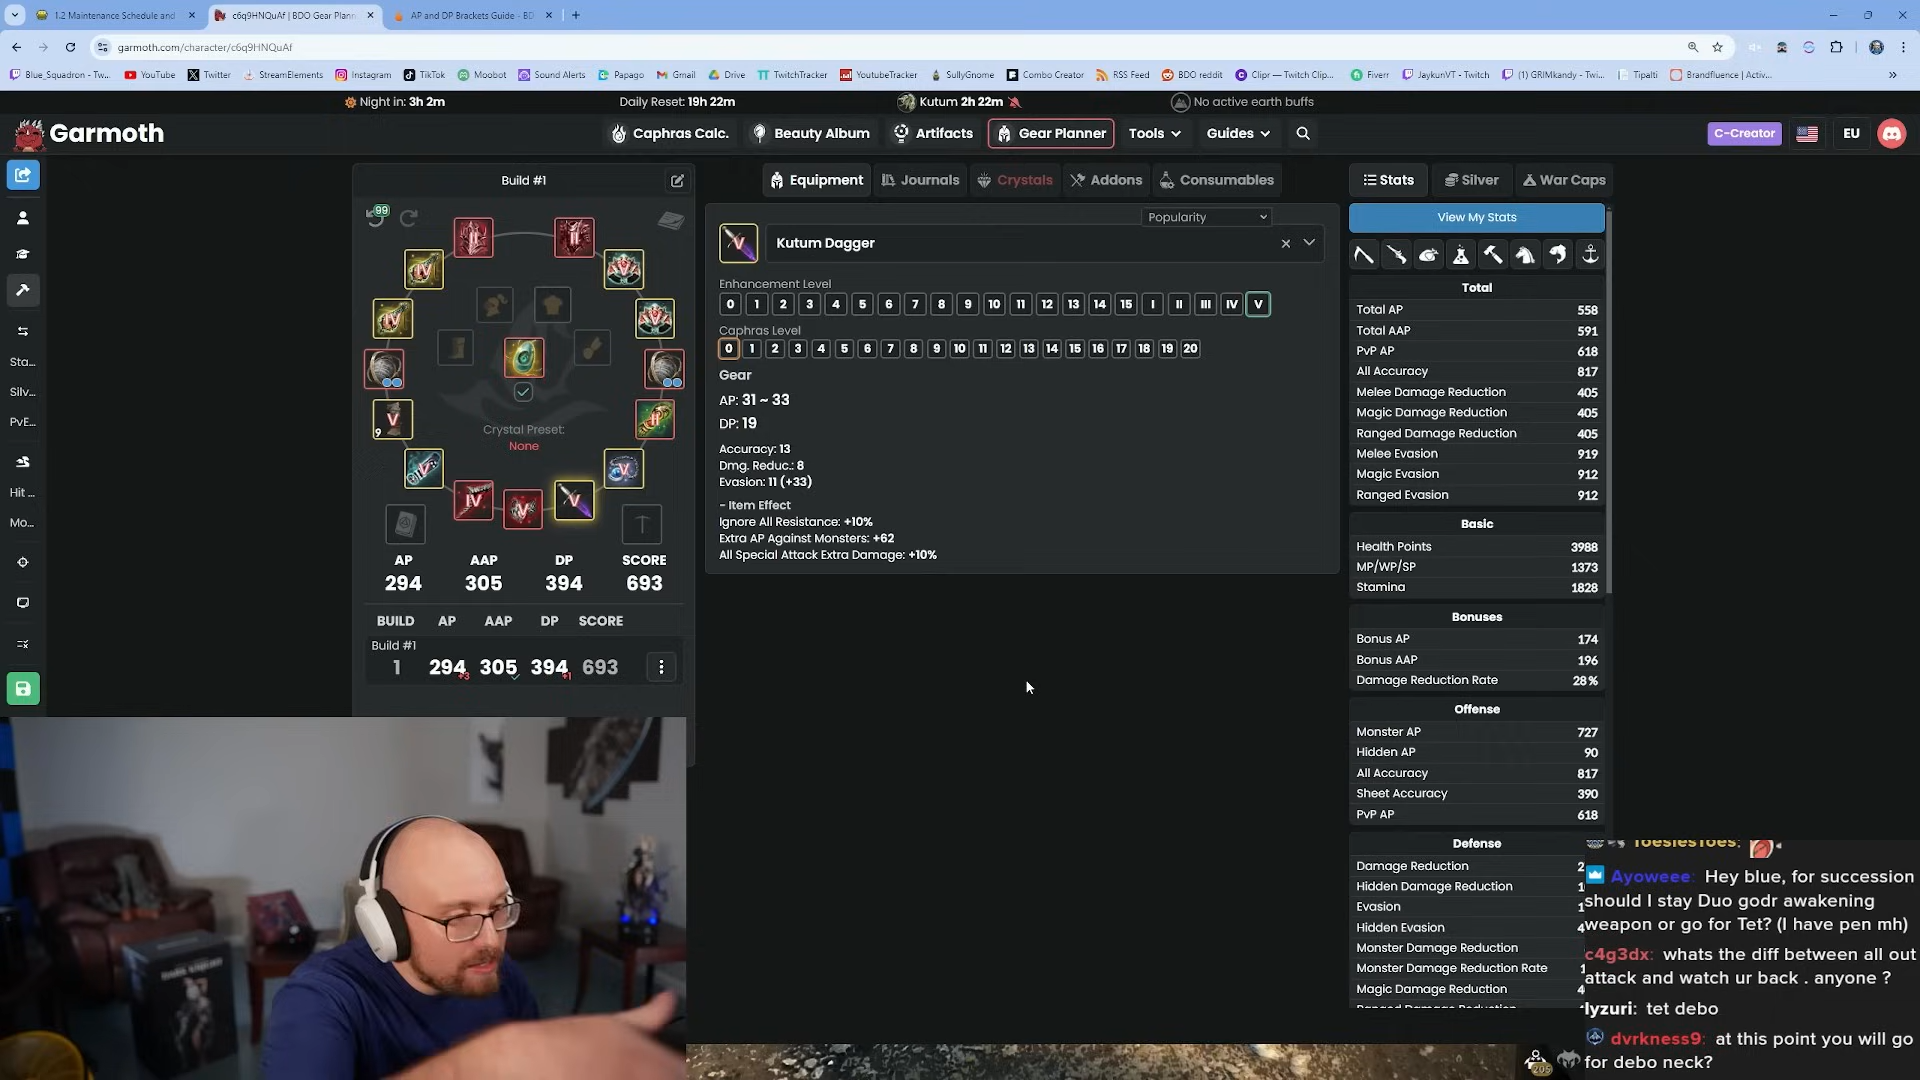 1.2 Maintenance Schedule and
c6q9HNQuAf | BDO Gear Plann
AP and DP Brackets Guide - BD
garmoth.com/character/c6q9HNQuAf
Blue_Squadron - Tw...
YouTube
Twitter
StreamElements
Instagram
TikTok
Moobot
Sound Alerts
Papago
Gmail
Drive
TwitchTracker
YoutubeTracker
SullyGnome
Combo Creator
RSS Feed
BDO reddit
Clipr — Twitch Clip...
Fiverr
JaykunVT - Twitch
(1) GRIMkandy - Twi...
Tipalti
Brandfluence | Activ...
Night in: 3h 2m
Daily Reset: 19h 22m
Kutum 2h 22m
No active earth buffs
Garmoth
Caphras Calc.
Beauty Album
Artifacts
Gear Planner
Tools
Guides
C-Creator
EU
Build #1
Equipment
Journals
Crystals
Addons
Consumables
Stats
Silver
War Caps
99
Popularity
View My Stats
Kutum Dagger
Enhancement Level
0 1 2 3 4 5 6 7 8 9 10 11 12 13 14 15 I II III IV V
Caphras Level
0 1 2 3 4 5 6 7 8 9 10 11 12 13 14 15 16 17 18 19 20
Gear
AP: 31 ~ 33
DP: 19
Accuracy: 13
Dmg. Reduc.: 8
Evasion: 11 (+33)
- Item Effect
Ignore All Resistance: +10%
Extra AP Against Monsters: +62
All Special Attack Extra Damage: +10%
Sta...
Silv...
PvE...
Hit ...
Mo...
Crystal Preset:
None
AP AAP DP SCORE
294 305 394 693
BUILD AP AAP DP SCORE
Build #1
1 294 +3 305 394 +1 693
Total
Total AP 558
Total AAP 591
PvP AP 618
All Accuracy 817
Melee Damage Reduction 405
Magic Damage Reduction 405
Ranged Damage Reduction 405
Melee Evasion 919
Magic Evasion 912
Ranged Evasion 912
Basic
Health Points 3988
MP/WP/SP 1373
Stamina 1828
Bonuses
Bonus AP 174
Bonus AAP 196
Damage Reduction Rate 28%
Offense
Monster AP 727
Hidden AP 90
All Accuracy 817
Sheet Accuracy 390
PvP AP 618
Defense
Damage Reduction 2
Hidden Damage Reduction 1
Evasion 1
Hidden Evasion 4
Monster Damage Reduction
Monster Damage Reduction Rate 1
Magic Damage Reduction 4
Ranged Damage Reduction
ToesiesToes:
Ayoweee: Hey blue, for succession
should I stay Duo godr awakening
weapon or go for Tet? (I have pen mh)
c4g3dx: whats the diff between all out
attack and watch ur back . anyone ?
lyzuri: tet debo
dvrkness9: at this point you will go
for debo neck?
205